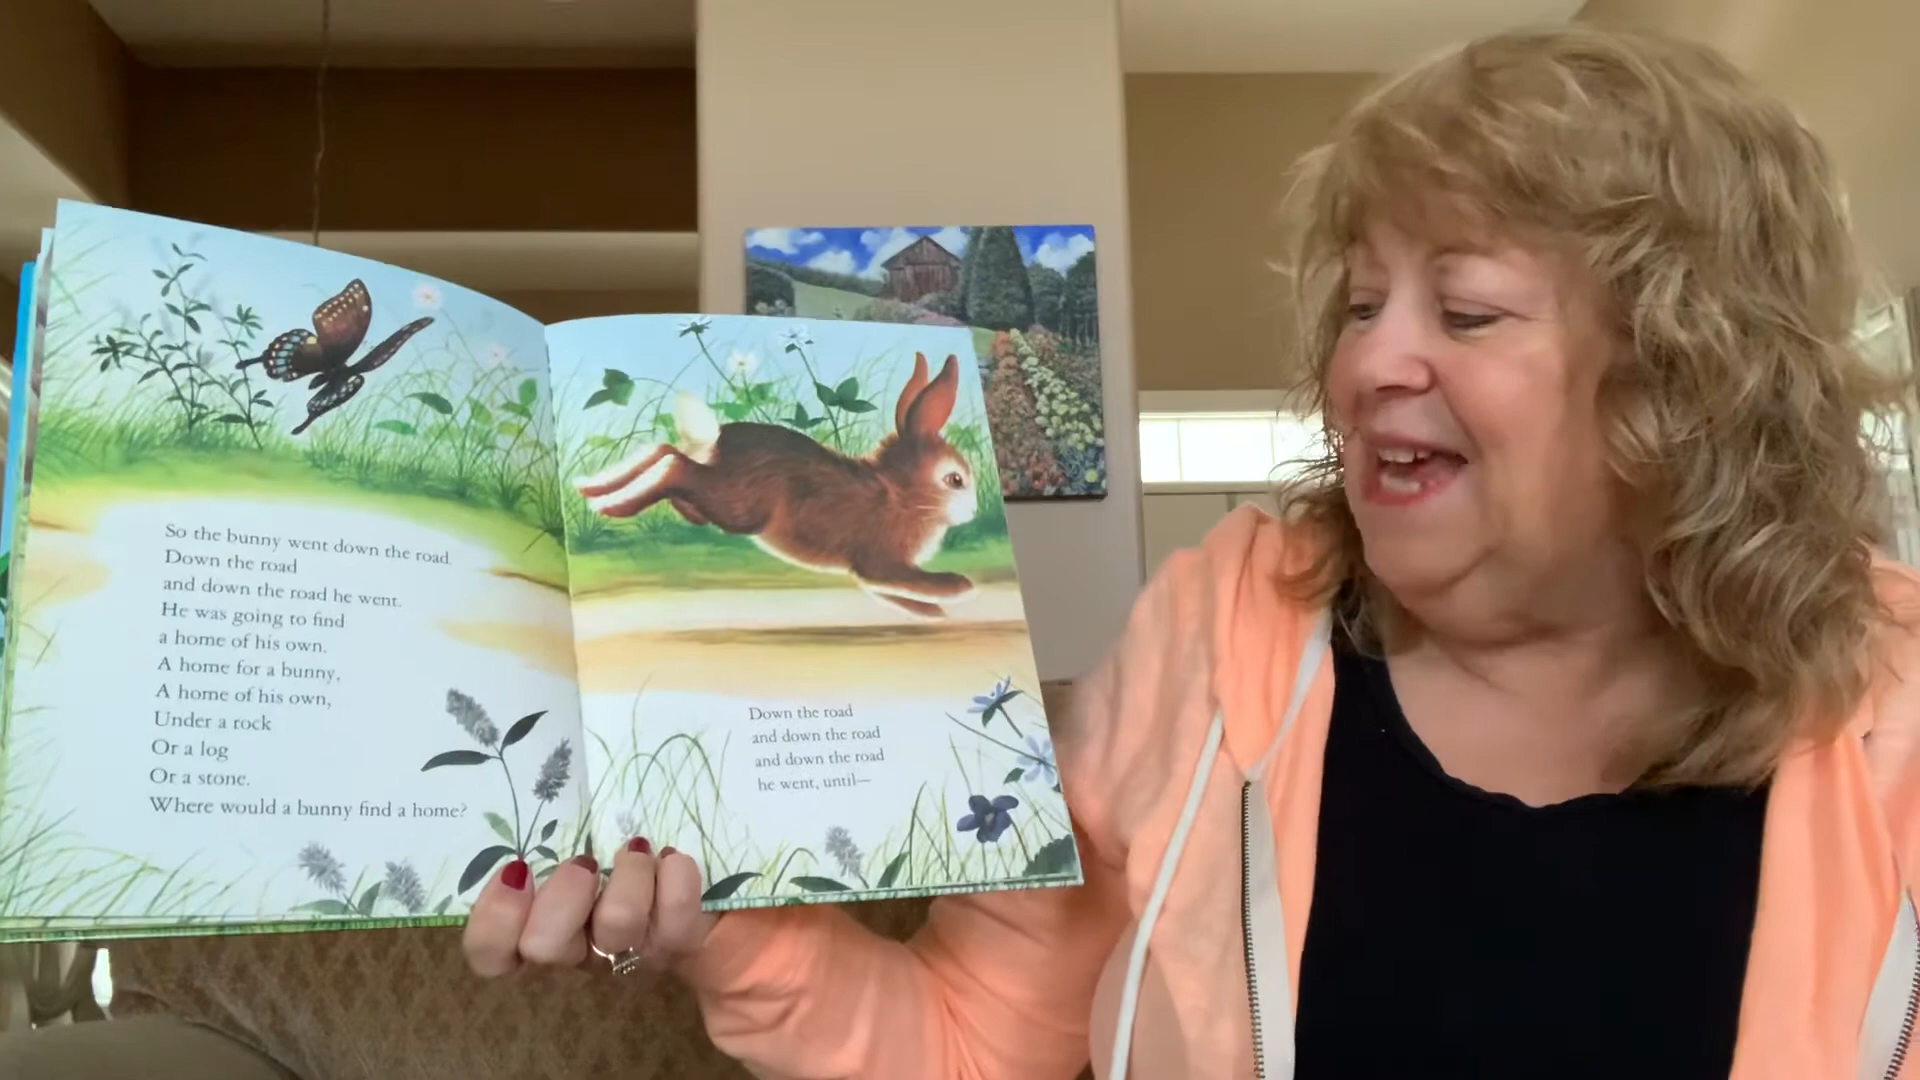 So the bunny went down the road.
Down the road
and down the road he went.
He was going to find
a home of his own.
A home for a bunny,
A home of his own,
Under a rock
Or a log
Or a stone.
Where would a bunny find a home?
Down the road
and down the road
and down the road
he went, until—